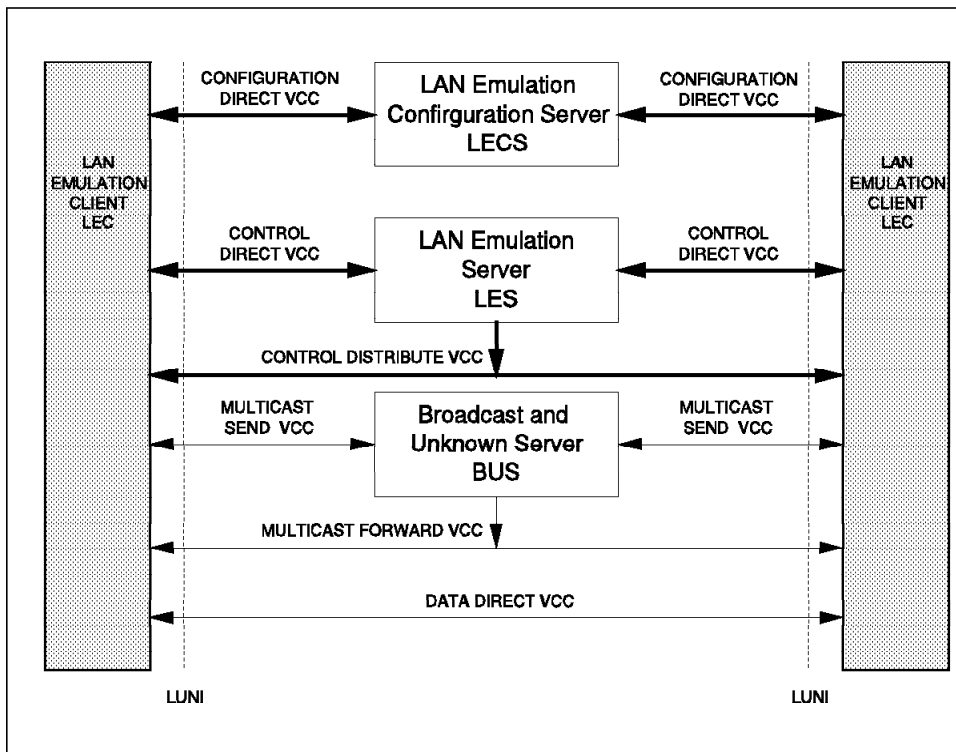 CONFIGURATION
DIRECT VCC
LAN Emulation
Confirguration Server
LECS
CONFIGURATION
DIRECT VCC
LAN
EMULATION
CLIENT
LEC
LAN
EMULATION
CLIENT
LEC
CONTROL
DIRECT VCC
LAN Emulation
Server
LES
CONTROL
DIRECT VCC
CONTROL DISTRIBUTE VCC
MULTICAST
SEND VCC
Broadcast and
Unknown Server
BUS
MULTICAST
SEND VCC
MULTICAST FORWARD VCC
DATA DIRECT VCC
LUNI
LUNI